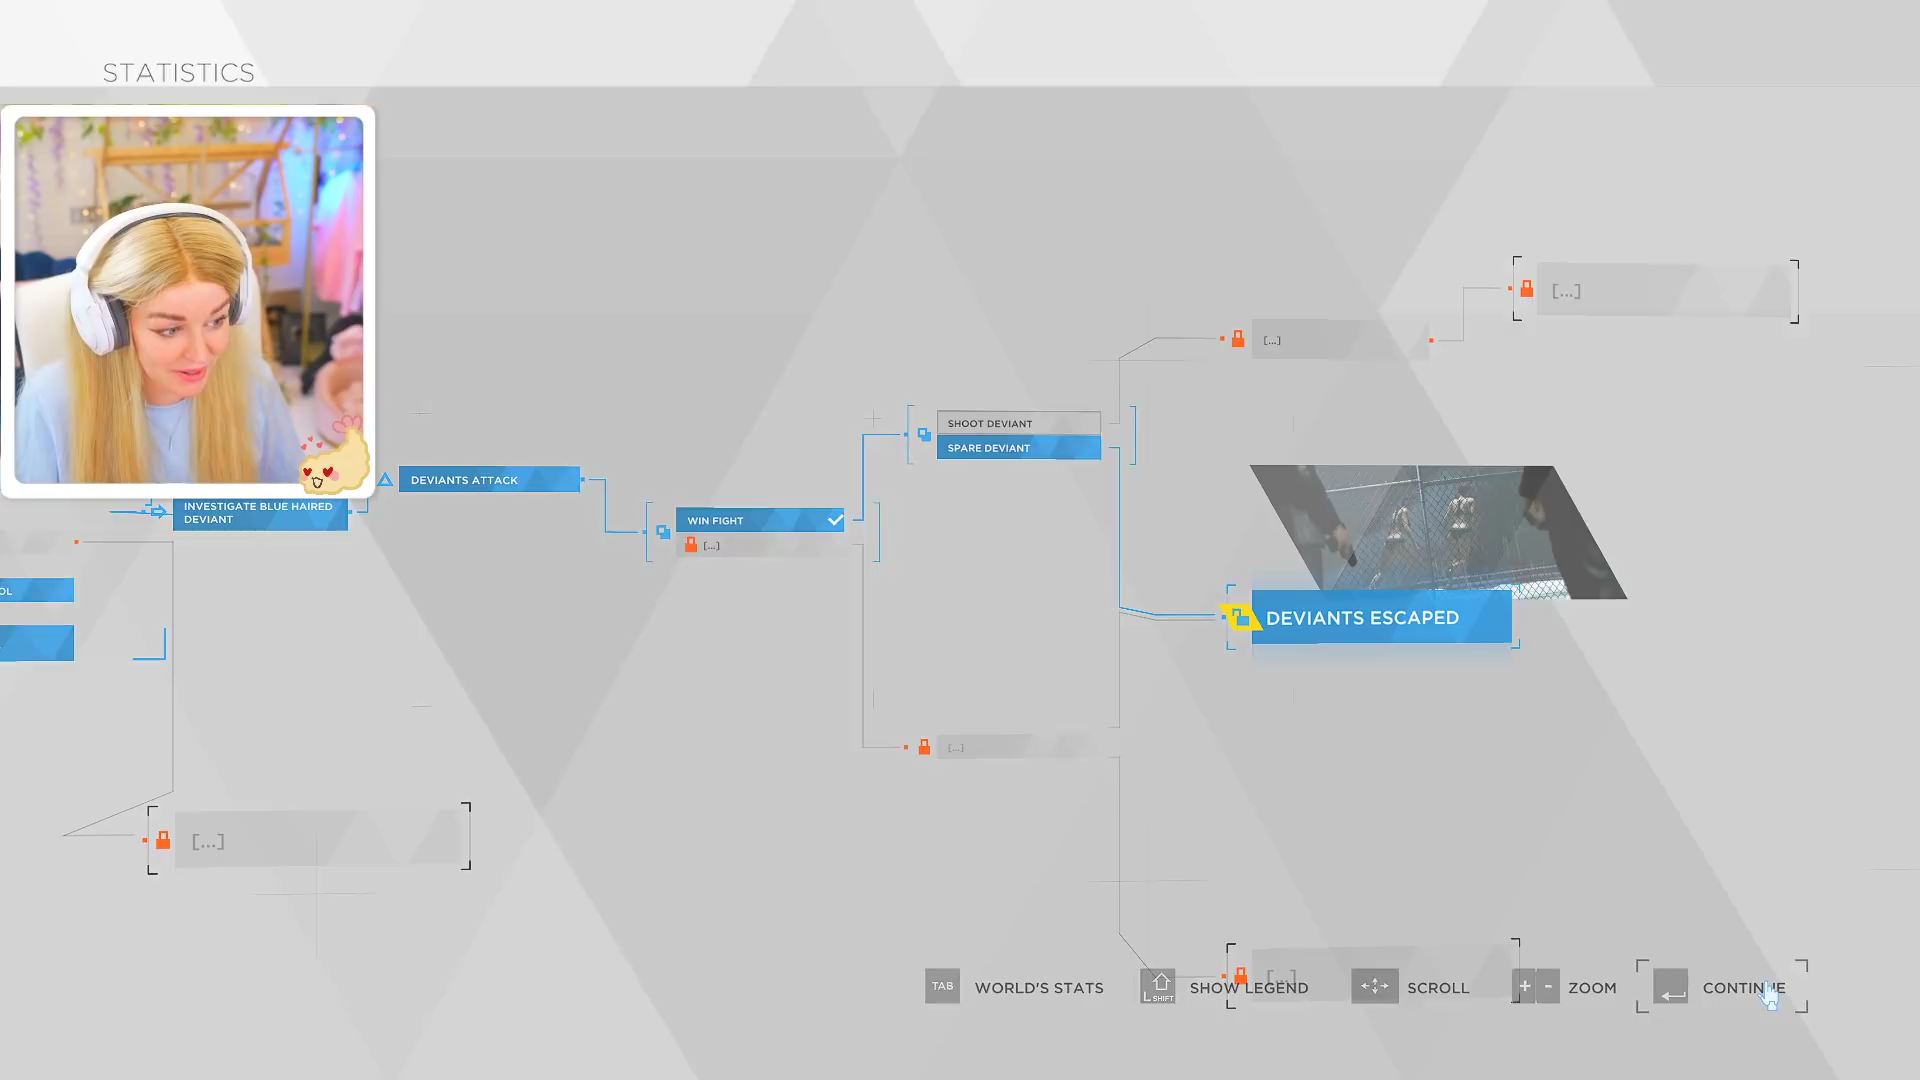 STATISTICS
[...]
[...]
SHOOT DEVIANT
SPARE DEVIANT
DEVIANTS ATTACK
INVESTIGATE BLUE HAIRED
DEVIANT
WIN FIGHT
[...]
OL
DEVIANTS ESCAPED
[...]
[...]
[...]
TAB WORLD'S STATS
L SHIFT SHOW LEGEND
SCROLL
+ - ZOOM
CONTINUE